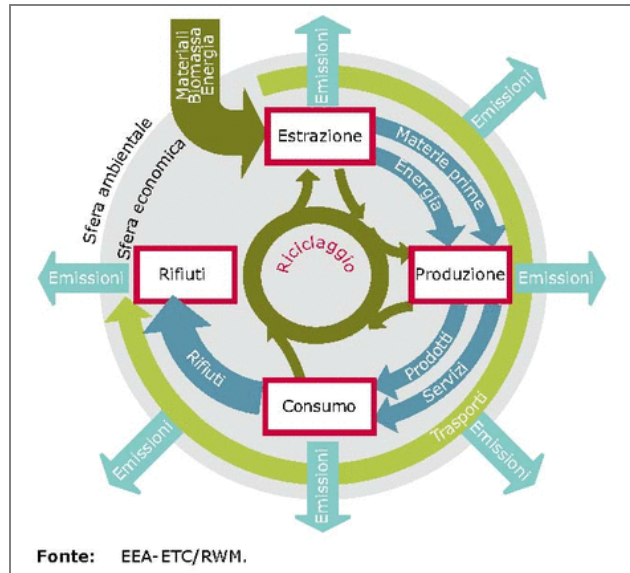 Materiali
Biomassa
Energia
Emissioni
Emissioni
Sfera ambientale
Sfera economica
Estrazione
Materie prime
Energia
Riciclaggio
Emissioni
Rifiuti
Produzione
Emissioni
Rifiuti
Prodotti
Servizi
Consumo
Trasporti
Emissioni
Emissioni
Emissioni
Fonte: EEA-ETC/RWM.